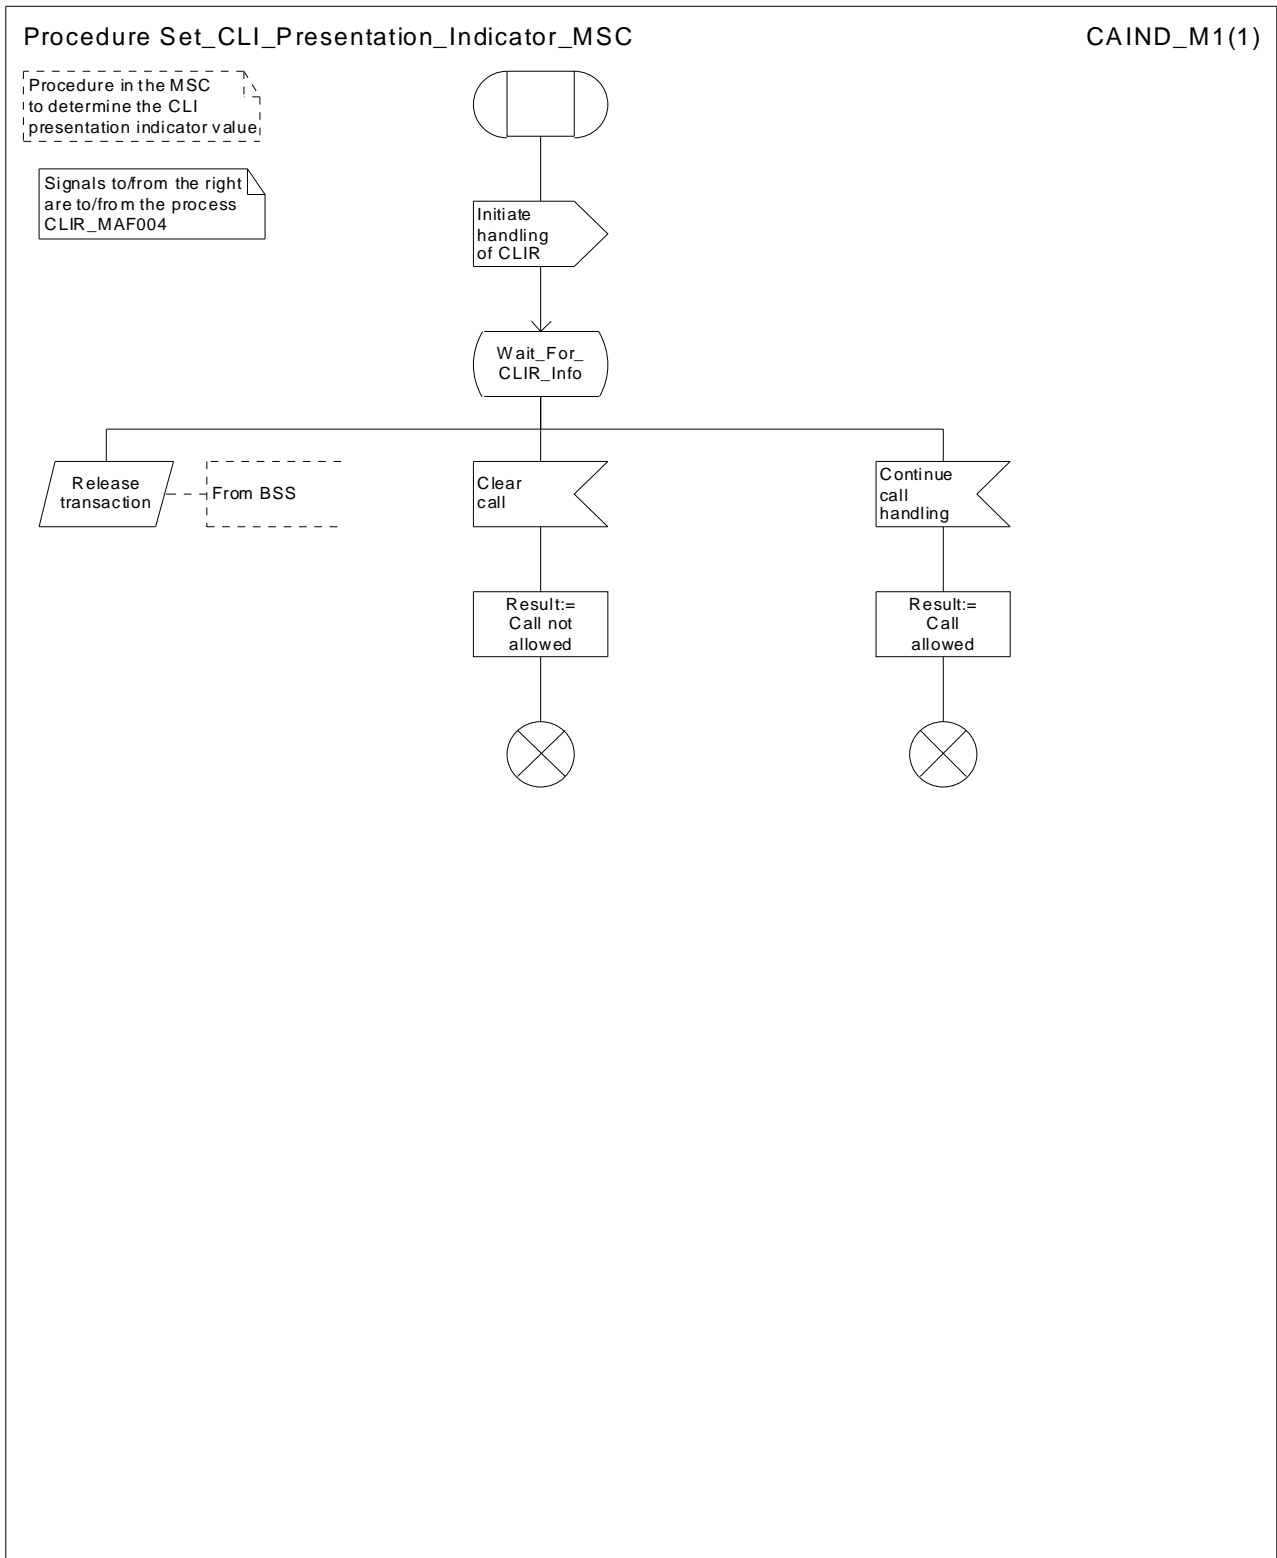 Procedure Set_CLI_Presentation_Indicator_MSC
CAIND_M1(1)
Procedure in the MSC
to determine the CLI
presentation indicator value
Signals to/from the right
are to/from the process
CLIR_MAF004
Initiate
handling
of CLIR
Wait_For_
CLIR_Info
Release
transaction
From BSS
Clear
call
Continue
call
handling
Result:=
Call not
allowed
Result:=
Call
allowed